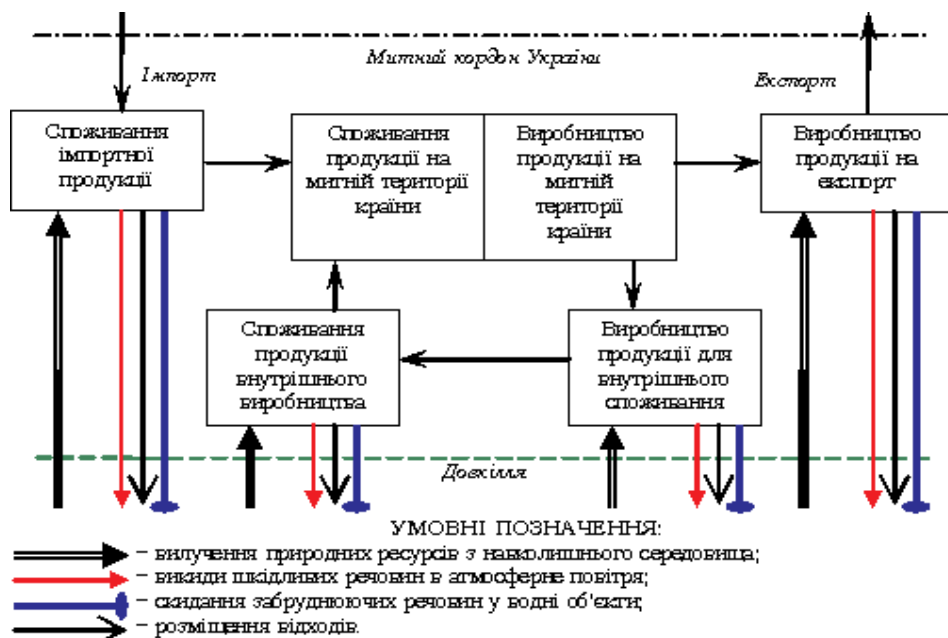 Митний кордон України
Імпорт
Експорт
Споживання
імпортної
продукції
Споживання
продукції на
митній території
країни
Виробництво
продукції на
митній
території
країни
Виробництво
продукції на
експорт
Споживання
продукції
внутрішнього
виробництва
Виробництво
продукції для
внутрішнього
споживання
Довкілля
УМОВНІ ПОЗНАЧЕННЯ:
– вилучення природних ресурсів з навколишнього середовища;
– викиди шкідливих речовин в атмосферне повітря;
– скидання забруднюючих речовин у водні об'єкти;
– розміщення відходів.